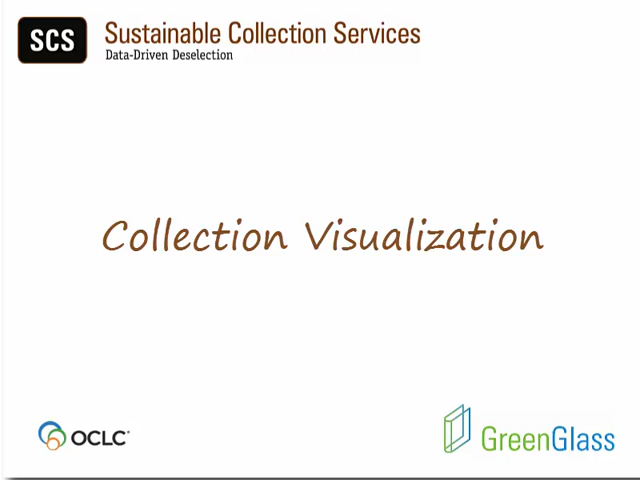 SCS
Sustainable Collection Services
Data-Driven Deselection
Collection Visualization
OCLC
GreenGlass